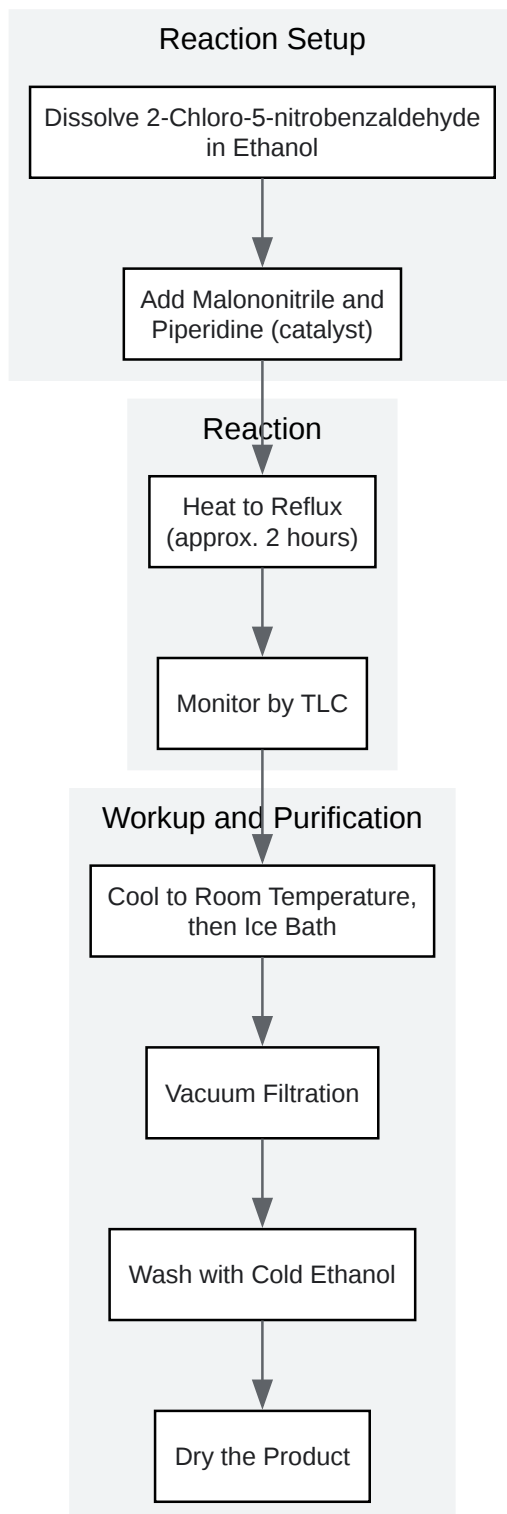 Reaction Setup
Dissolve 2-Chloro-5-nitrobenzaldehyde
in Ethanol
Add Malononitrile and
Piperidine (catalyst)
Reaction
Heat to Reflux
(approx. 2 hours)
Monitor by TLC
Workup and Purification
Cool to Room Temperature,
then Ice Bath
Vacuum Filtration
Wash with Cold Ethanol
Dry the Product